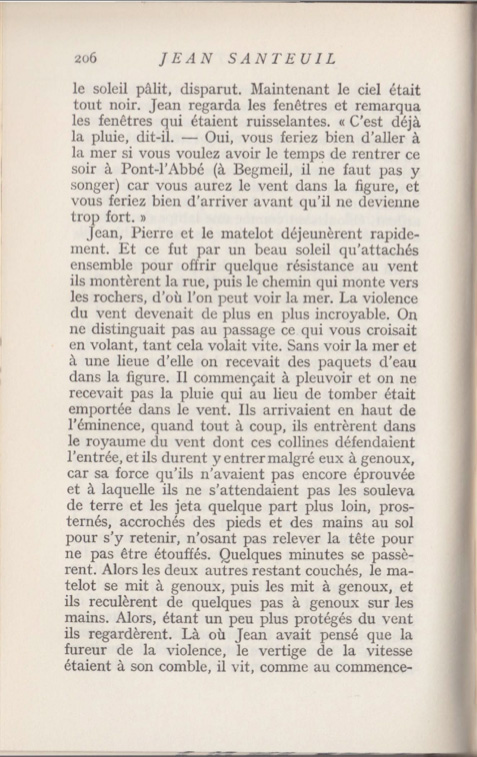 206 JEAN SANTEUIL
le soleil pâlit, disparut. Maintenant le ciel était
tout noir. Jean regarda les fenêtres et remarqua
les fenêtres qui étaient ruisselantes. « C'est déjà
la pluie, dit-il. — Oui, vous feriez bien d'aller à
la mer si vous voulez avoir le temps de rentrer ce
soir à Pont-l'Abbé (à Begmeil, il ne faut pas y
songer) car vous aurez le vent dans la figure, et
vous feriez bien d'arriver avant qu'il ne devienne
trop fort. »
Jean, Pierre et le matelot déjeunèrent rapide-
ment. Et ce fut par un beau soleil qu'attachés
ensemble pour offrir quelque résistance au vent
ils montèrent la rue, puis le chemin qui monte vers
les rochers, d'où l'on peut voir la mer. La violence
du vent devenait de plus en plus incroyable. On
ne distinguait pas au passage ce qui vous croisait
en volant, tant cela volait vite. Sans voir la mer et
à une lieue d'elle on recevait des paquets d'eau
dans la figure. Il commençait à pleuvoir et on ne
recevait pas la pluie qui au lieu de tomber était
emportée dans le vent. Ils arrivaient en haut de
l'éminence, quand tout à coup, ils entrèrent dans
le royaume du vent dont ces collines défendaient
l'entrée, et ils durent y entrer malgré eux à genoux,
car sa force qu'ils n'avaient pas encore éprouvée
et à laquelle ils ne s'attendaient pas les souleva
de terre et les jeta quelque part plus loin, pros-
ternés, accrochés des pieds et des mains au sol
pour s'y retenir, n'osant pas relever la tête pour
ne pas être étouffés. Quelques minutes se passè-
rent. Alors les deux autres restant couchés, le ma-
telot se mit à genoux, puis les mit à genoux, et
ils reculèrent de quelques pas à genoux sur les
mains. Alors, étant un peu plus protégés du vent
ils regardèrent. Là où Jean avait pensé que la
fureur de la violence, le vertige de la vitesse
étaient à son comble, il vit, comme au commence-